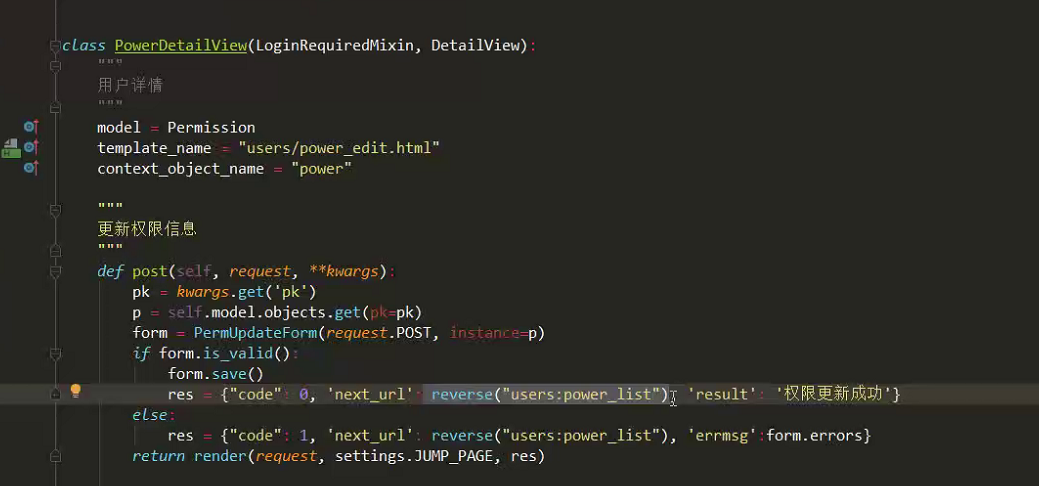 class PowerDetailView(LoginRequiredMixin, DetailView):
"""
用户详情
"""
model = Permission
template_name = "users/power_edit.html"
context_object_name = "power"
"""
更新权限信息
"""
def post(self, request, **kwargs):
pk = kwargs.get('pk')
p = self.model.objects.get(pk=pk)
form = PermUpdateForm(request.POST, instance=p)
if form.is_valid():
form.save()
res = {"code": 0, 'next_url': reverse("users:power_list"), 'result': '权限更新成功'}
else:
res = {"code": 1, 'next_url': reverse("users:power_list"), 'errmsg':form.errors}
return render(request, settings.JUMP_PAGE, res)